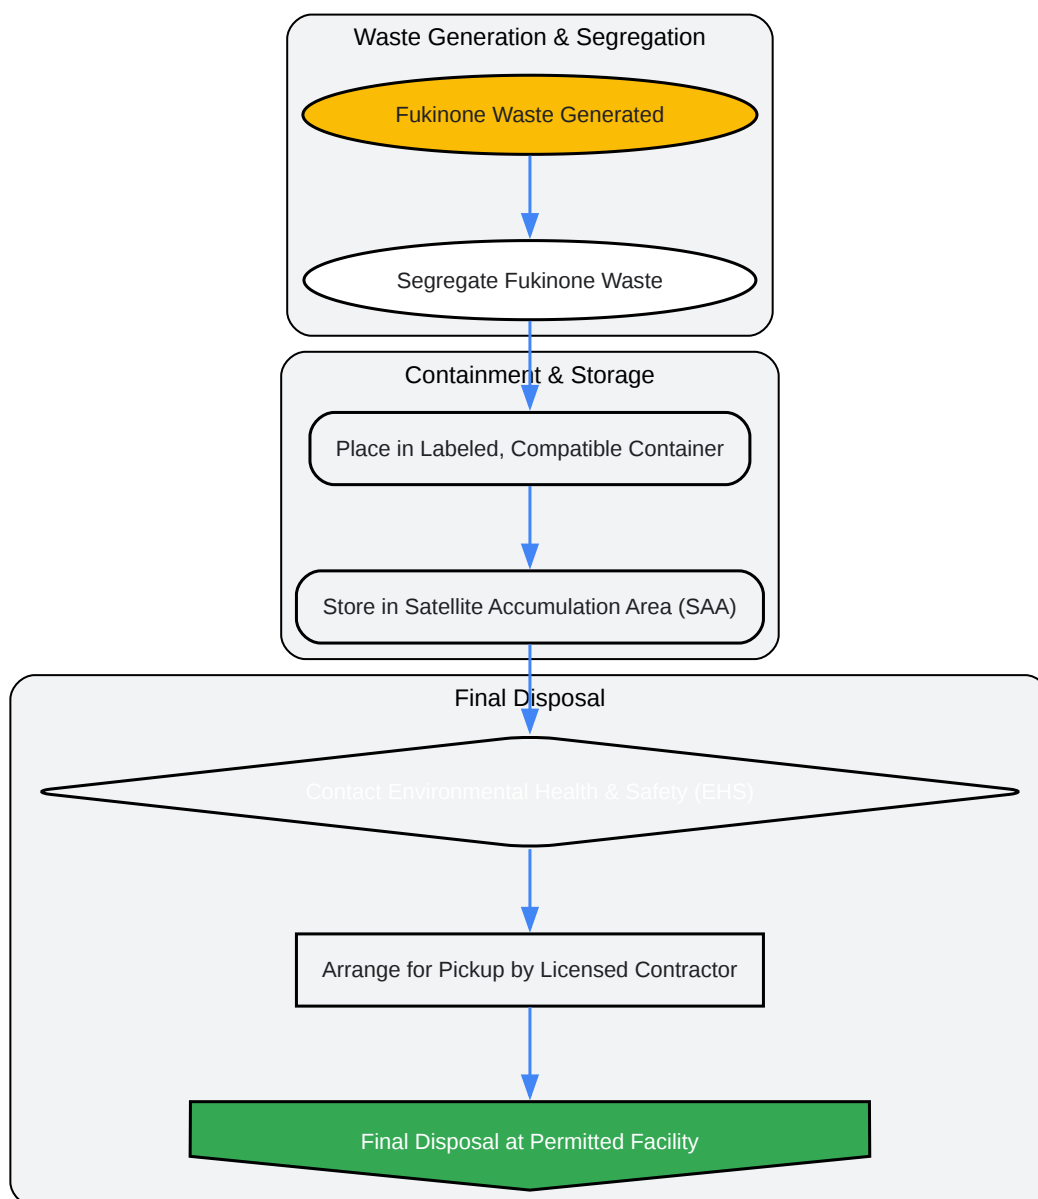 Waste Generation & Segregation
Fukinone Waste Generated
Segregate Fukinone Waste
Containment & Storage
Place in Labeled, Compatible Container
Store in Satellite Accumulation Area (SAA)
Final Disposal
Contact Environmental Health & Safety (EHS)
Arrange for Pickup by Licensed Contractor
Final Disposal at Permitted Facility